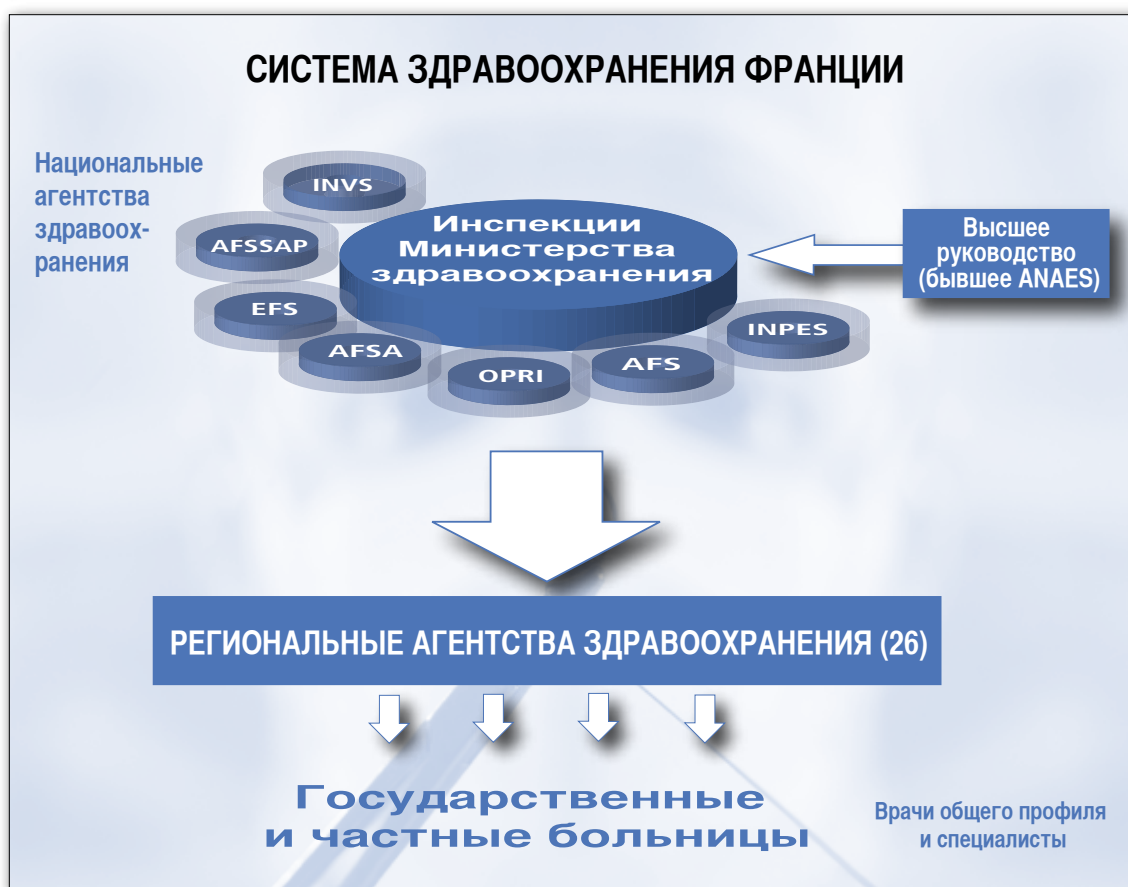 СИСТЕМА ЗДРАВООХРАНЕНИЯ ФРАНЦИИ
Национальные
агентства
здравоох-
ранения
INVS
AFSSAP
EFS
AFSA
OPRI
AFS
INPES
Инспекции
Министерства
здравоохранения
Высшее
руководство
(бывшее ANAES)
РЕГИОНАЛЬНЫЕ АГЕНТСТВА ЗДРАВООХРАНЕНИЯ (26)
Государственные
и частные больницы
Врачи общего профиля
и специалисты